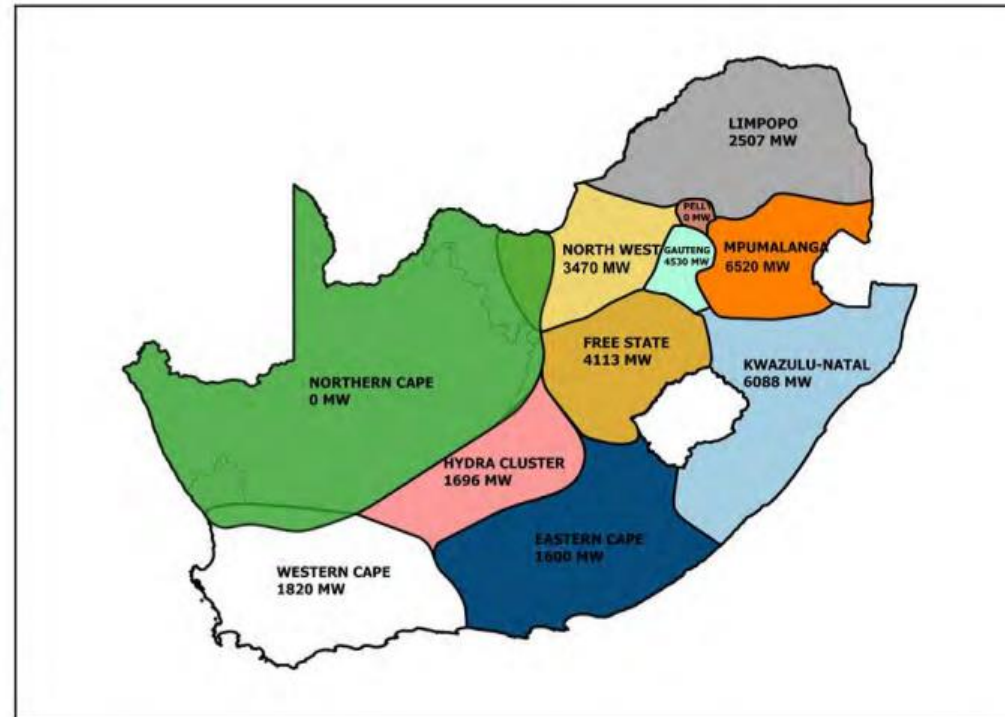 LIMPOPO
2507 MW
PELLY
0 MW
NORTH WEST
3470 MW
GAUTENG
4530 MW
MPUMALANGA
6520 MW
FREE STATE
4113 MW
KWAZULU-NATAL
6088 MW
NORTHERN CAPE
0 MW
HYDRA CLUSTER
1696 MW
EASTERN CAPE
1600 MW
WESTERN CAPE
1820 MW